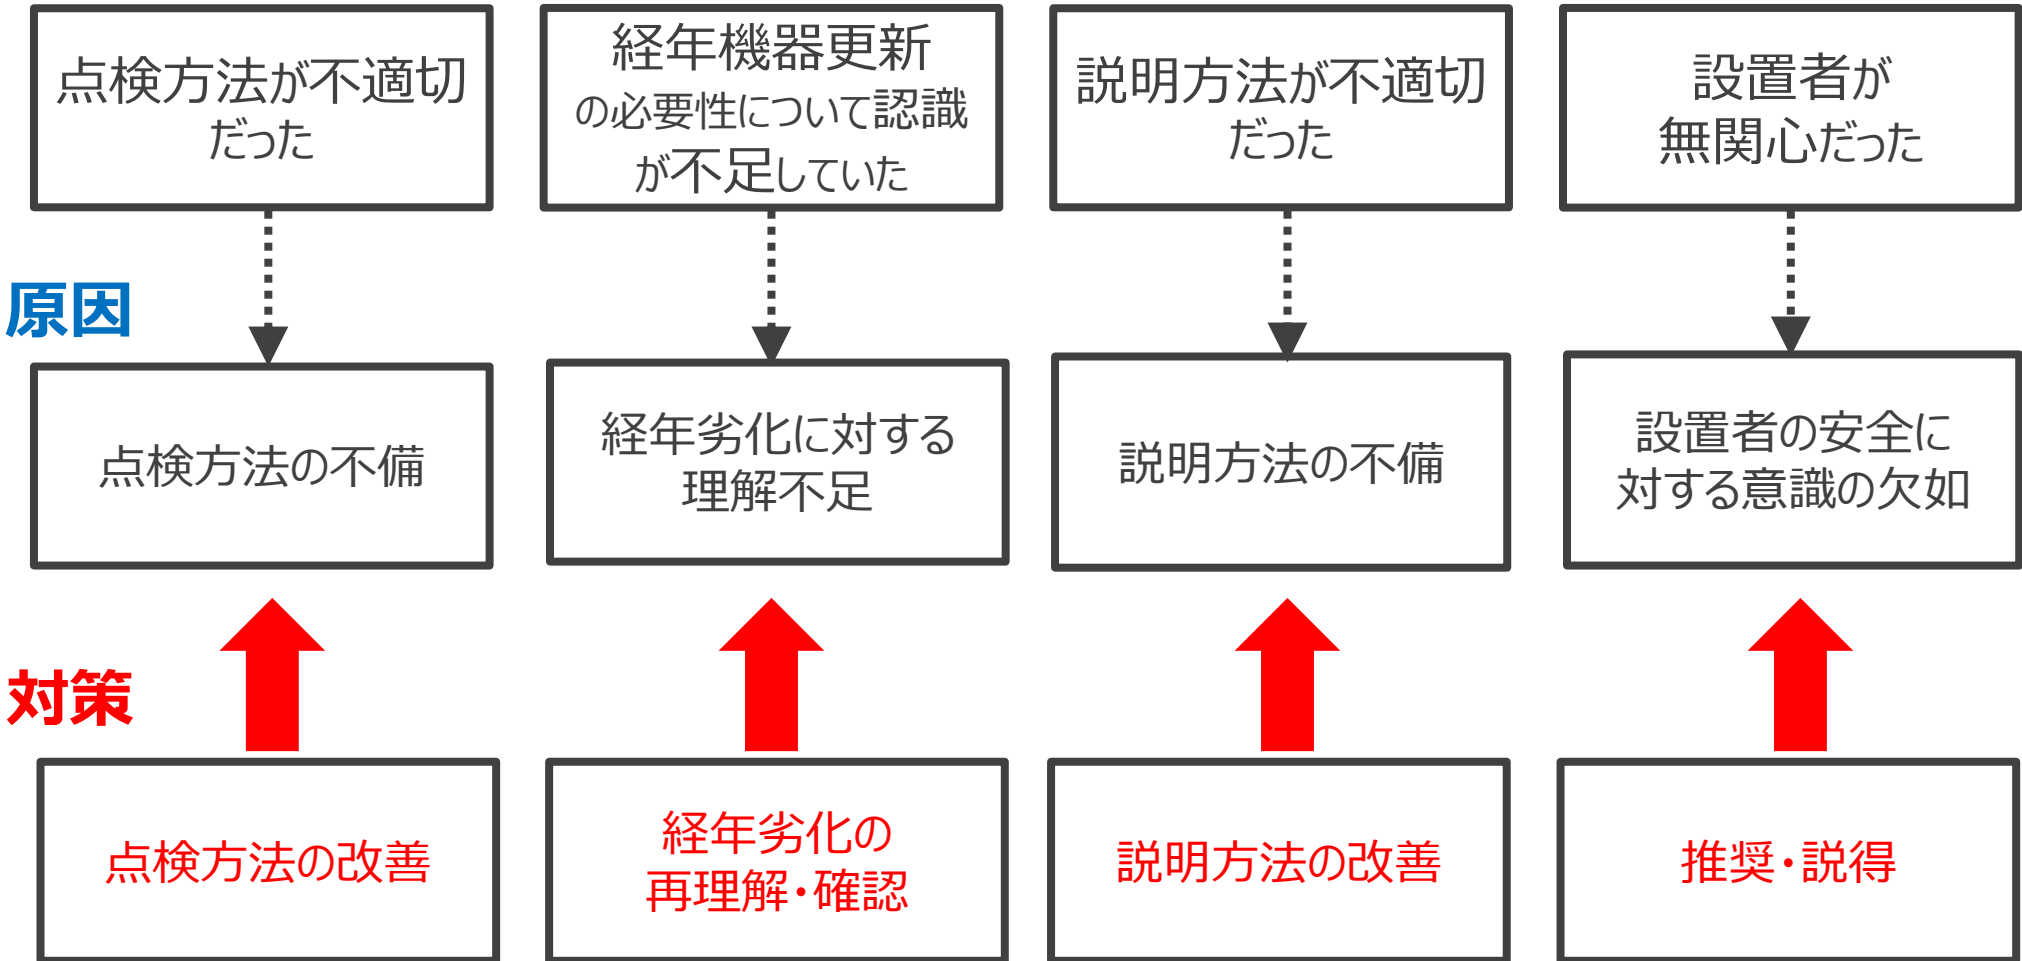 点検方法が不適切
だった
経年機器更新
の必要性について認識
が不足していた
説明方法が不適切
だった
設置者が
無関心だった
原因
点検方法の不備
経年劣化に対する
理解不足
説明方法の不備
設置者の安全に
対する意識の欠如
対策
点検方法の改善
経年劣化の
再理解・確認
説明方法の改善
推奨・説得